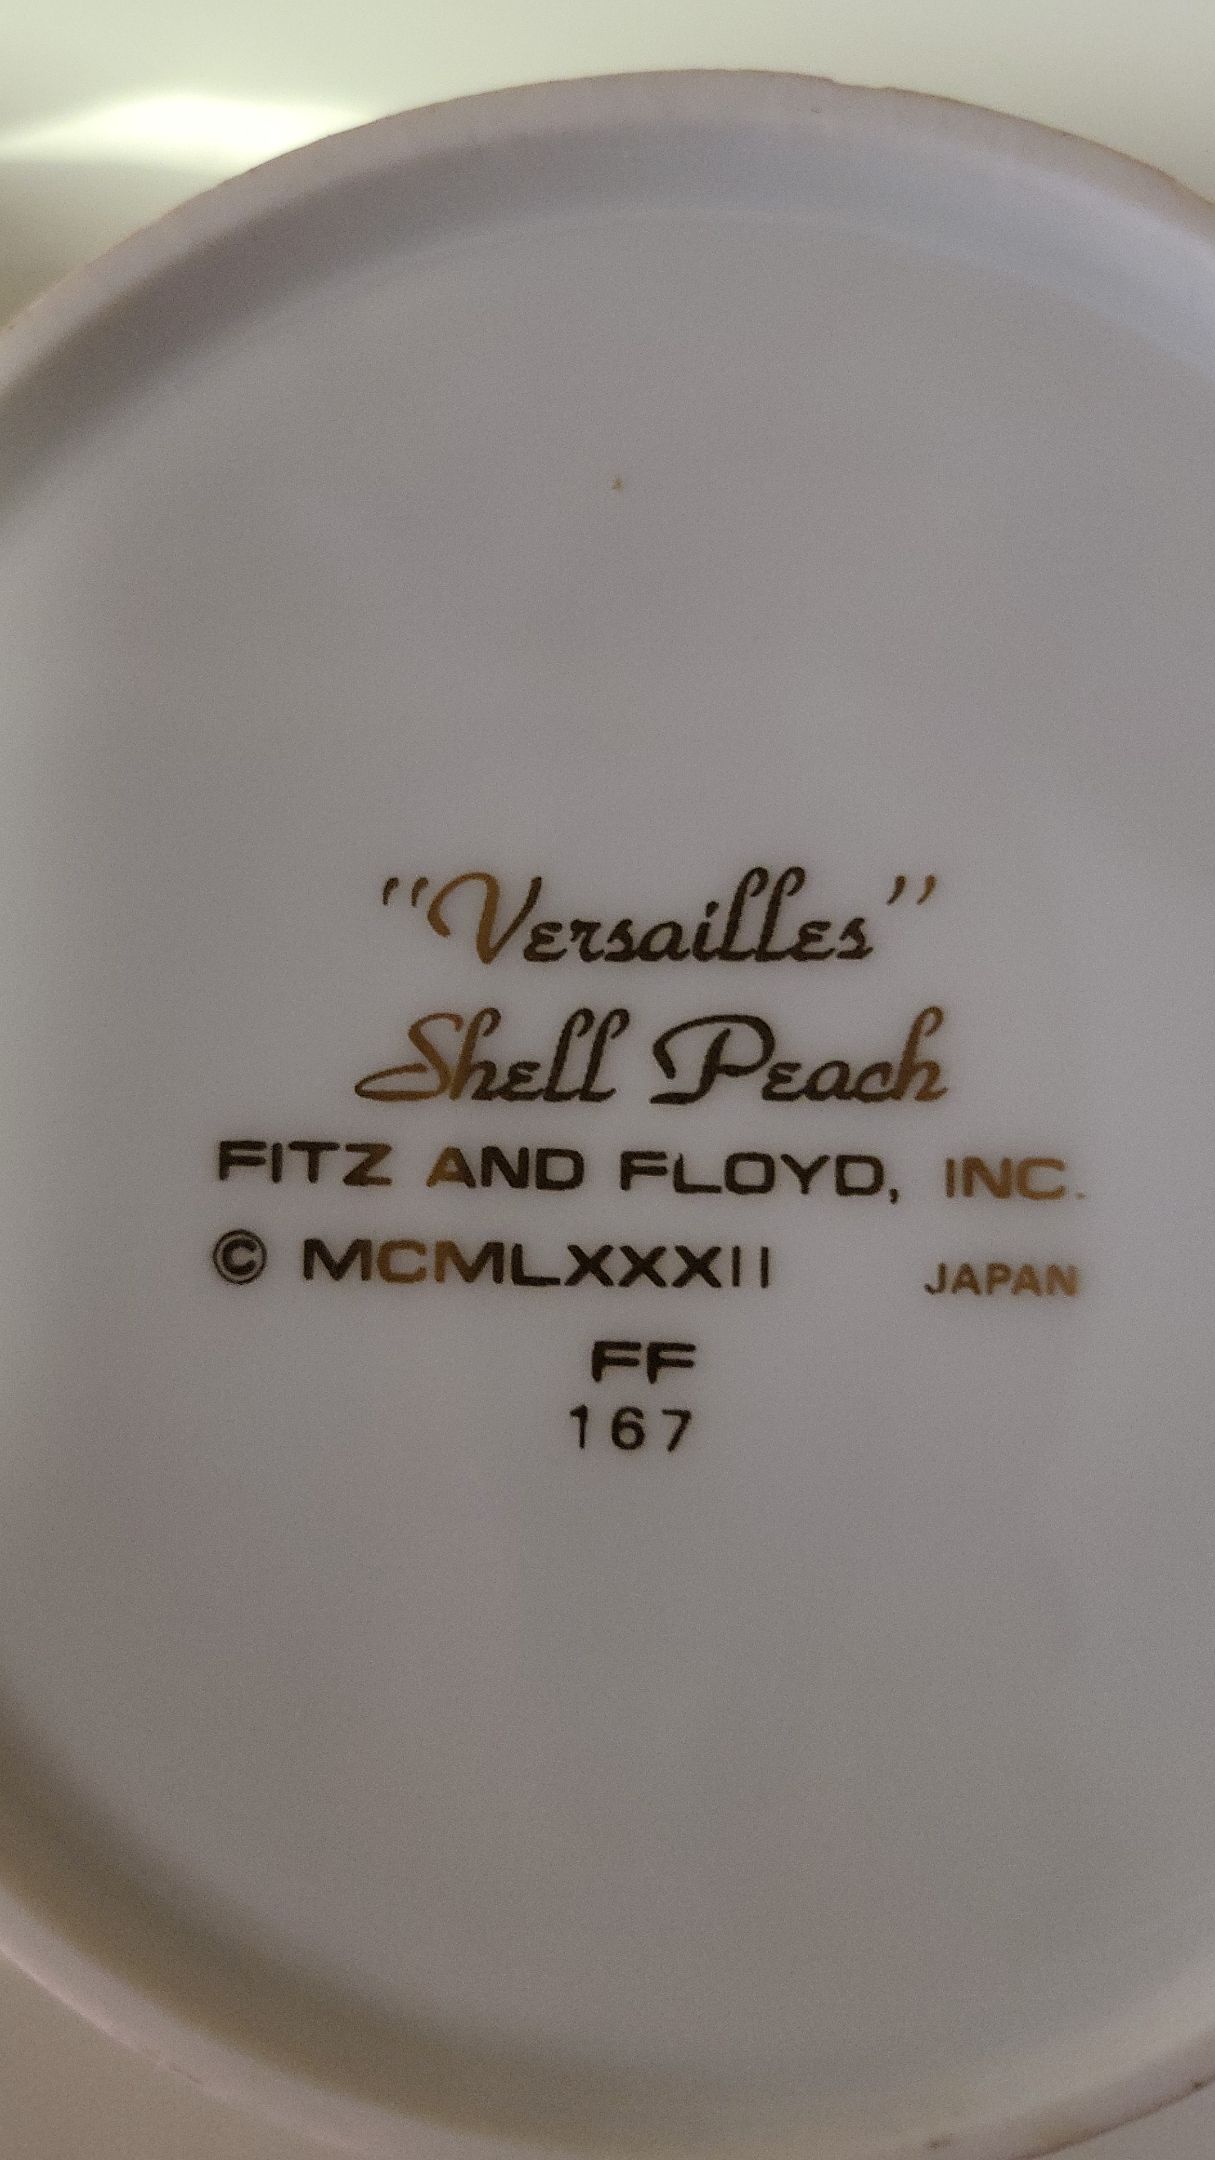 "Versailles"
Shell Peach
FITZ AND FLOYD, INC.
© MCMLXXXII JAPAN
FF
167